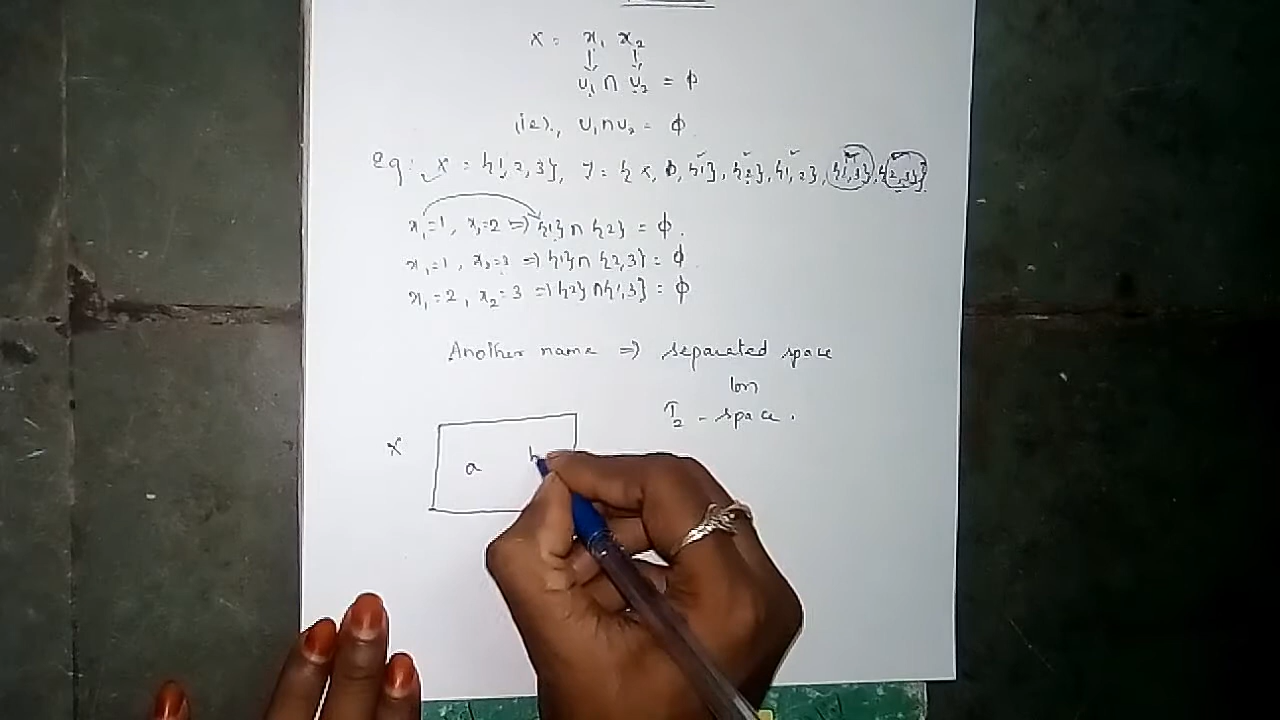 X = x₁ x₂
↓ ↓
U₁ ∩ U₂ = φ
(ie)., U₁∩U₂ = φ.
eg: X = {1,2,3}, T = {X, φ, {1}, {2}, {1,2}, {1,3}, {2,3}}
x₁=1, x₂=2 ⇒ {1}∩{2} = φ.
x₁=1, x₂=3 ⇒ {1}∩{2,3} = φ.
x₁=2, x₂=3 ⇒ {2}∩{1,3} = φ
Another name ⇒ separated space
(or)
T₂ - space.
X
a b